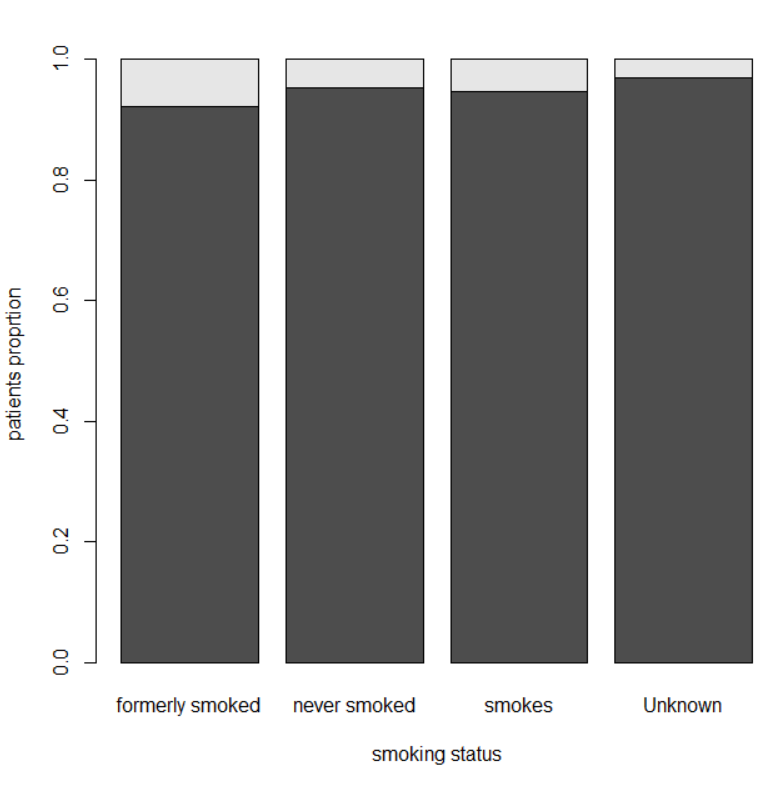 1.0
0.8
0.6
0.4
0.2
0.0
patients proprtion
formerly smoked
never smoked
smokes
Unknown
smoking status